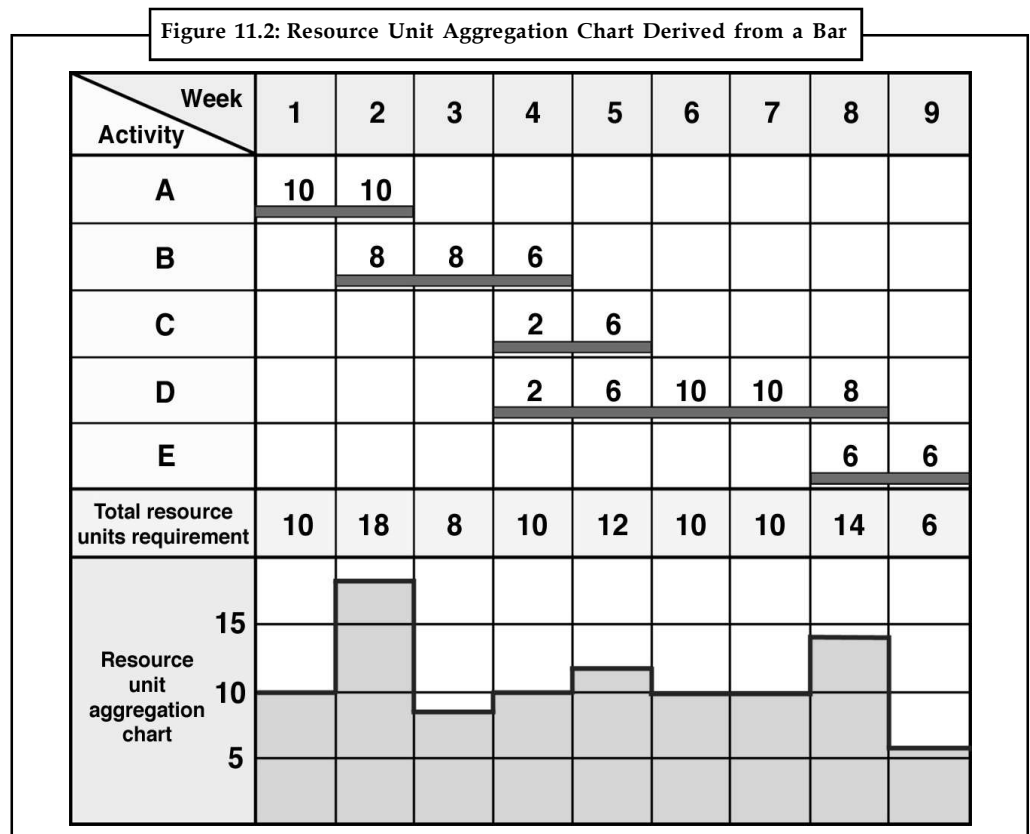 Figure 11.2: Resource Unit Aggregation Chart Derived from a Bar
Week
Activity
1 2 3 4 5 6 7 8 9
A 10 10
B 8 8 6
C 2 6
D 2 6 10 10 8
E 6 6
Total resource
units requirement
10 18 8 10 12 10 10 14 6
Resource
unit
aggregation
chart
15
10
5